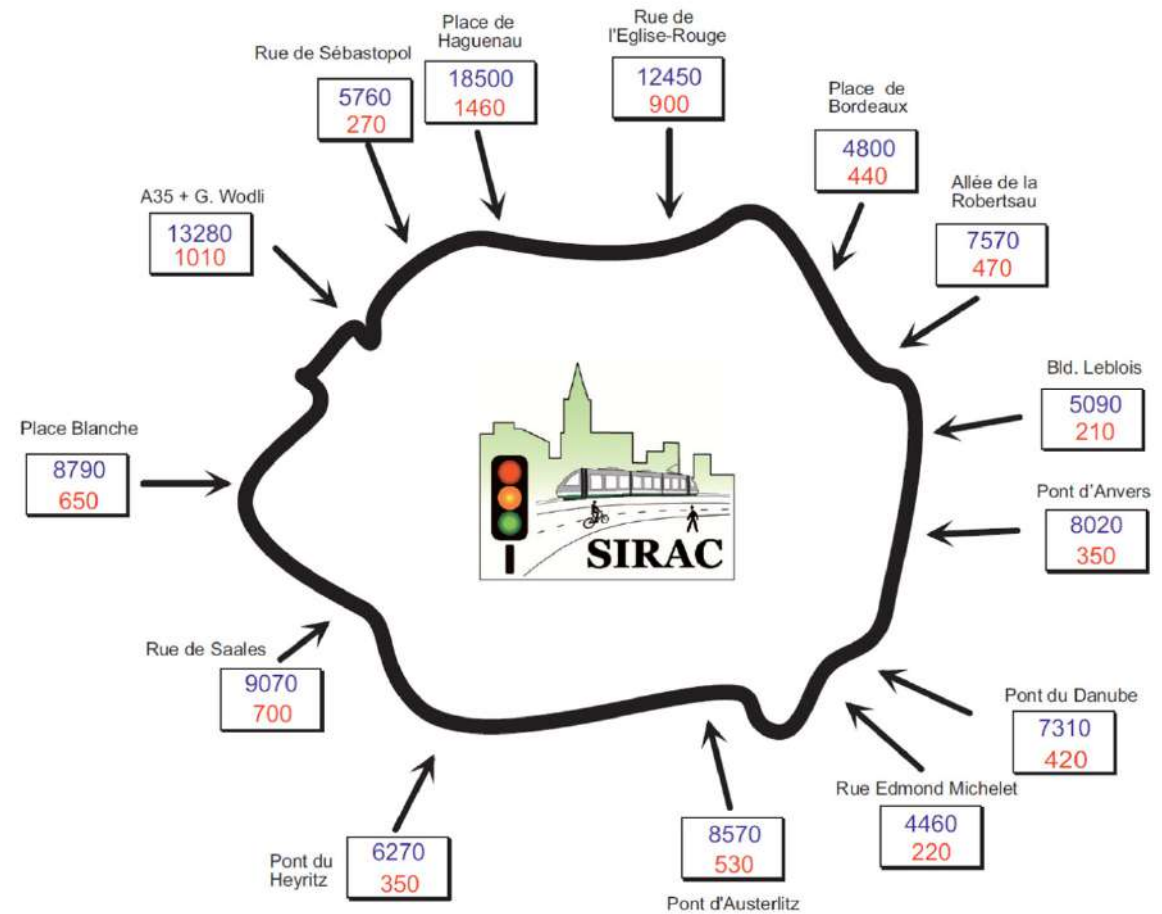 Place de
Haguenau
18500
1460
Rue de
l'Eglise-Rouge
12450
900
Rue de Sébastopol
5760
270
Place de
Bordeaux
4800
440
A35 + G. Wodli
13280
1010
Allée de la
Robertsau
7570
470
Bld. Leblois
5090
210
Place Blanche
8790
650
Pont d'Anvers
8020
350
SIRAC
Rue de Saales
9070
700
Pont du Danube
7310
420
Rue Edmond Michelet
4460
220
Pont du
Heyritz
6270
350
8570
530
Pont d'Austerlitz